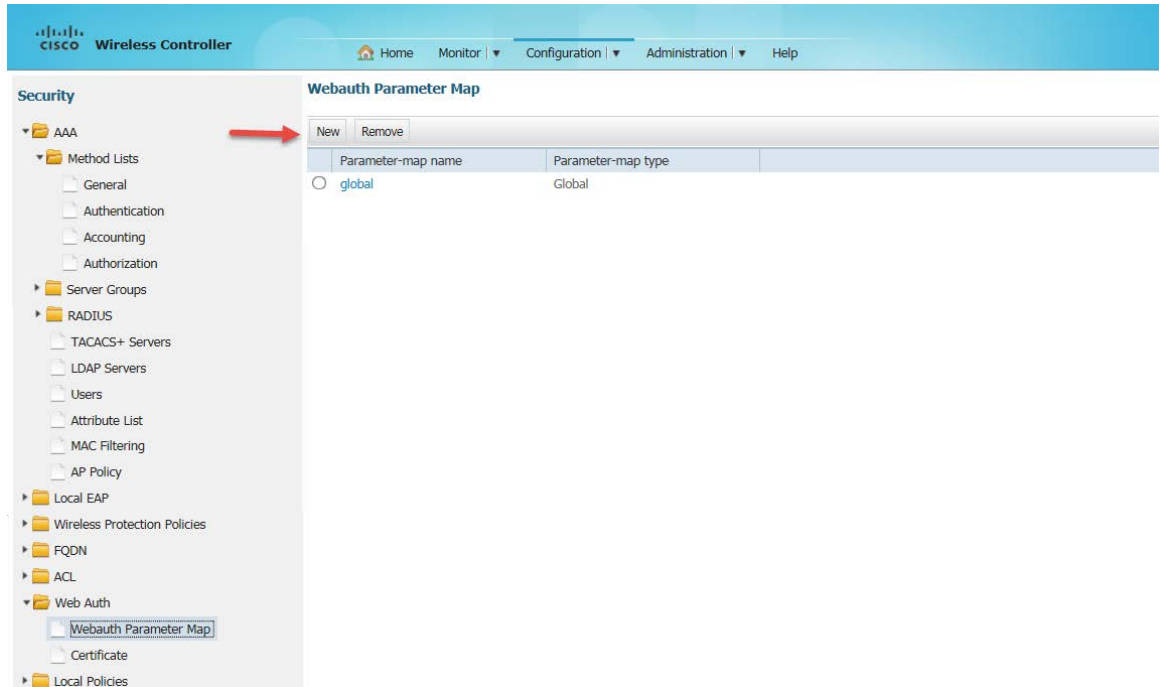 CISCO Wireless Controller
Home Monitor Configuration Administration Help
Security
AAA
Method Lists
General
Authentication
Accounting
Authorization
Server Groups
RADIUS
TACACS+ Servers
LDAP Servers
Users
Attribute List
MAC Filtering
AP Policy
Local EAP
Wireless Protection Policies
FQDN
ACL
Web Auth
Webauth Parameter Map
Certificate
Local Policies
Webauth Parameter Map
New Remove
Parameter-map name Parameter-map type
global Global